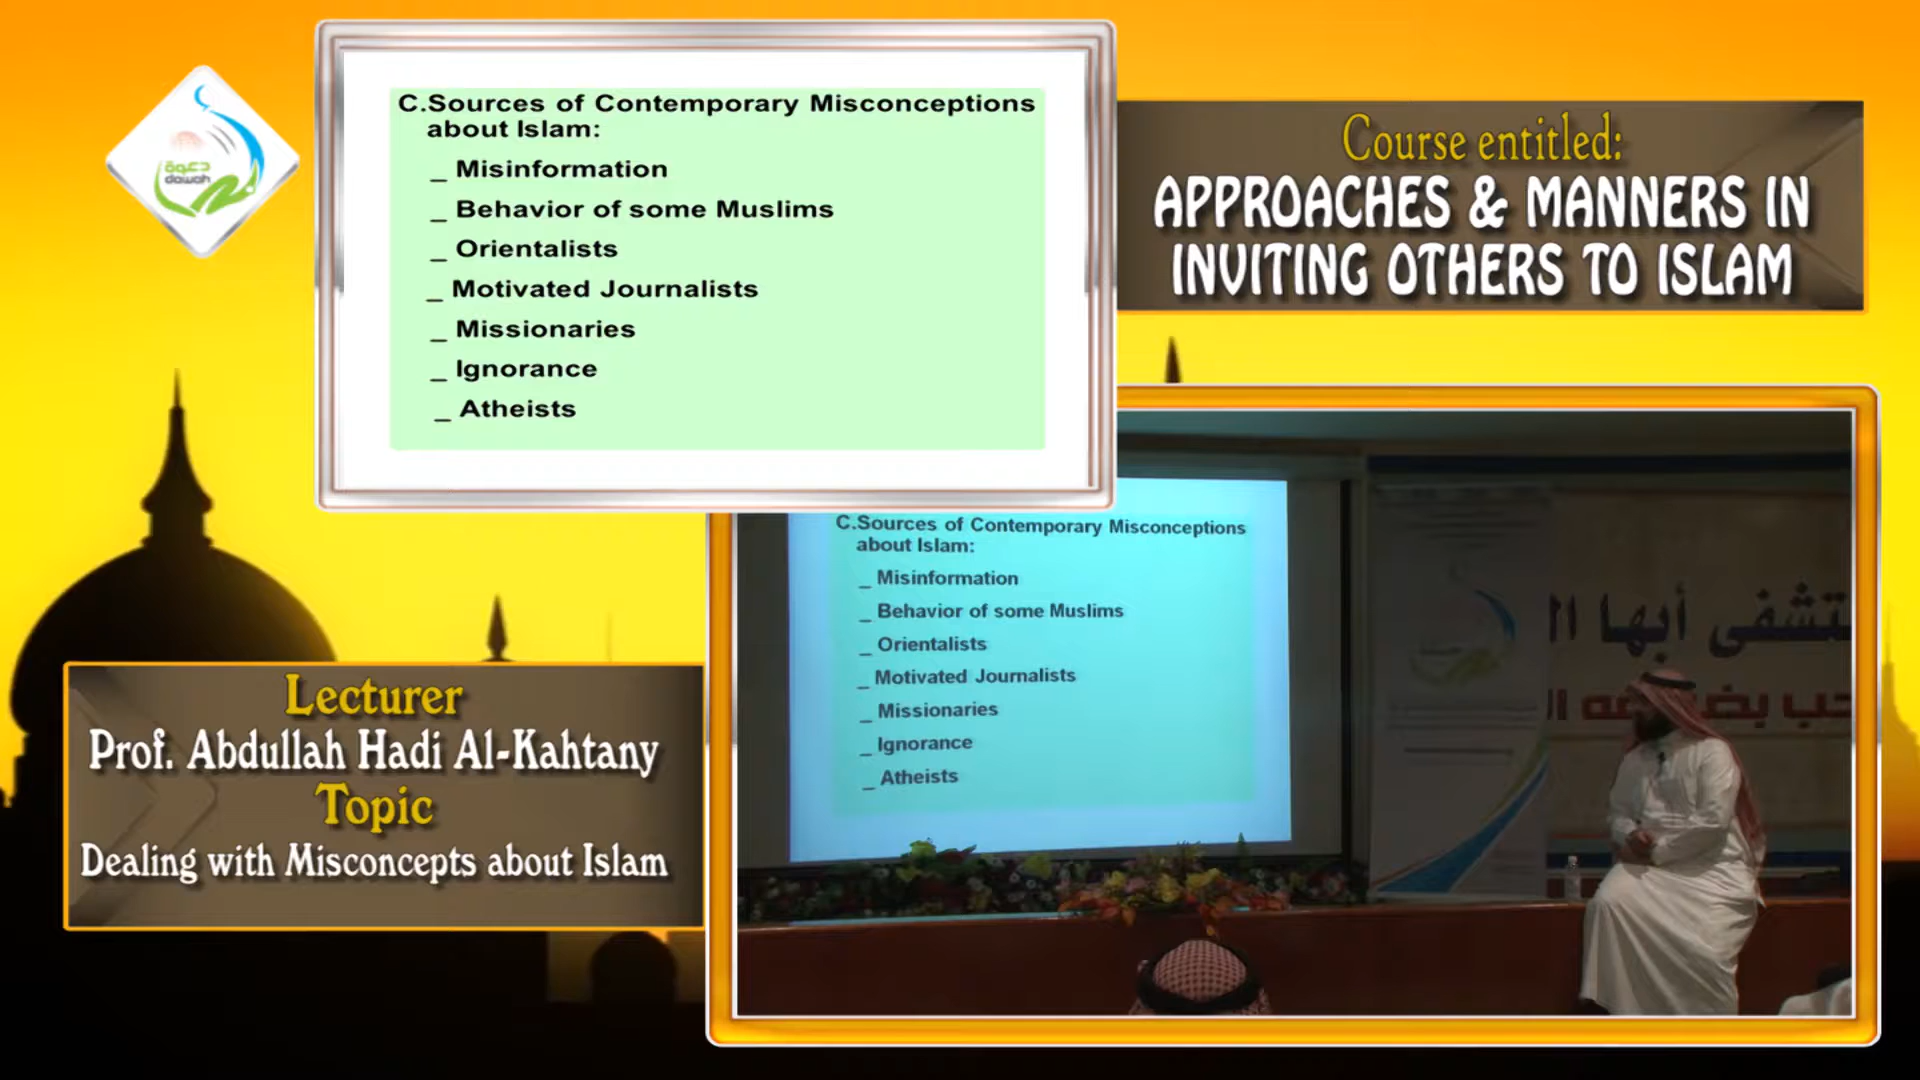 دعوة
dawah
C.Sources of Contemporary Misconceptions
about Islam:
_ Misinformation
_ Behavior of some Muslims
_ Orientalists
_ Motivated Journalists
_ Missionaries
_ Ignorance
_ Atheists
Course entitled:
APPROACHES & MANNERS IN
INVITING OTHERS TO ISLAM
Lecturer
Prof. Abdullah Hadi Al-Kahtany
Topic
Dealing with Misconcepts about Islam
C.Sources of Contemporary Misconceptions
about Islam:
_ Misinformation
_ Behavior of some Muslims
_ Orientalists
_ Motivated Journalists
_ Missionaries
_ Ignorance
_ Atheists
أبها